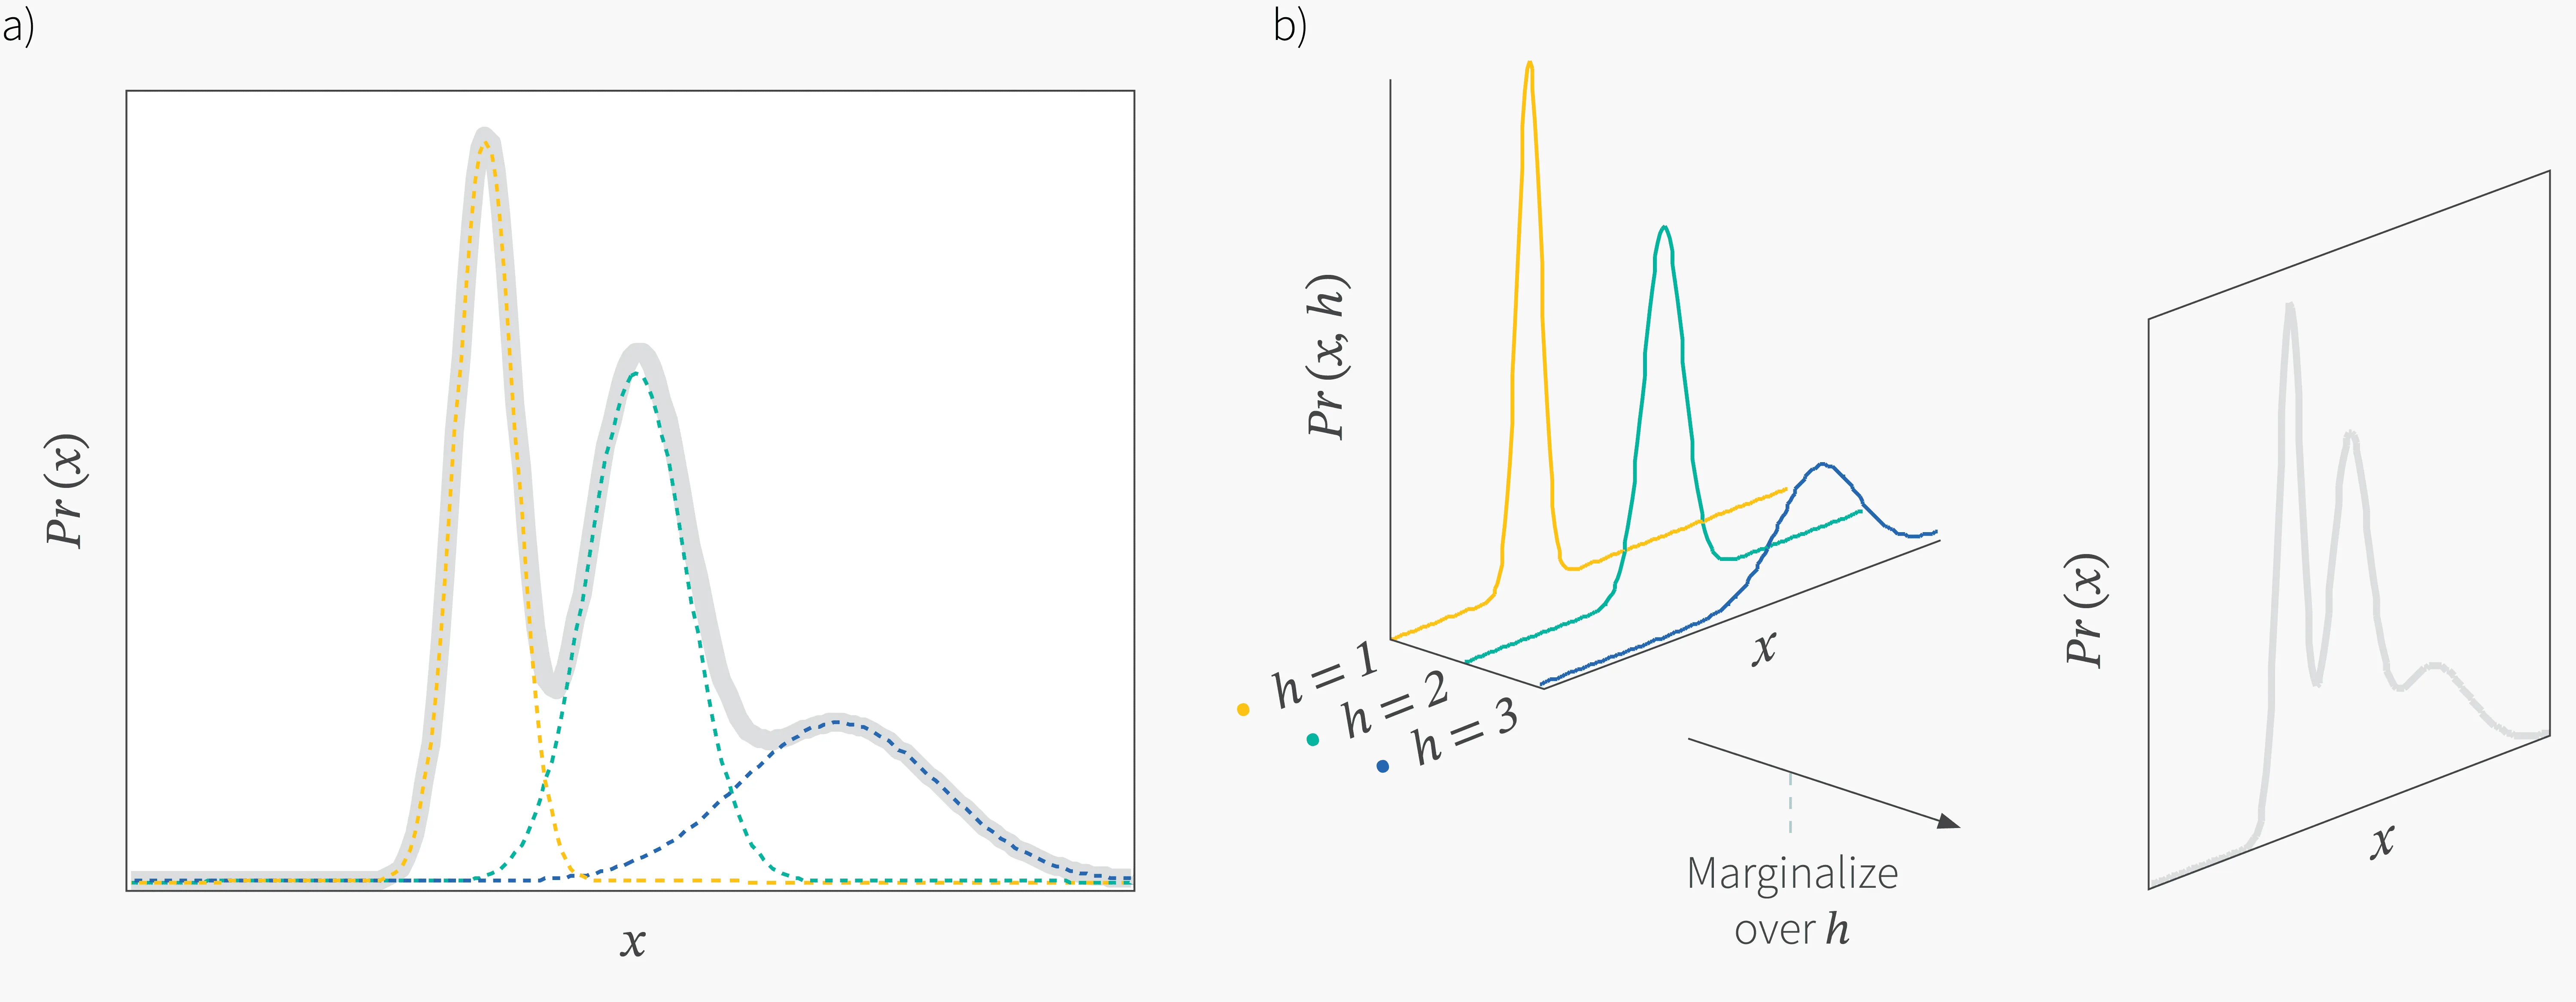 a)
Pr (x)
x
b)
Pr (x, h)
h = 1
h = 2
h = 3
x
Marginalize
over h
Pr (x)
x